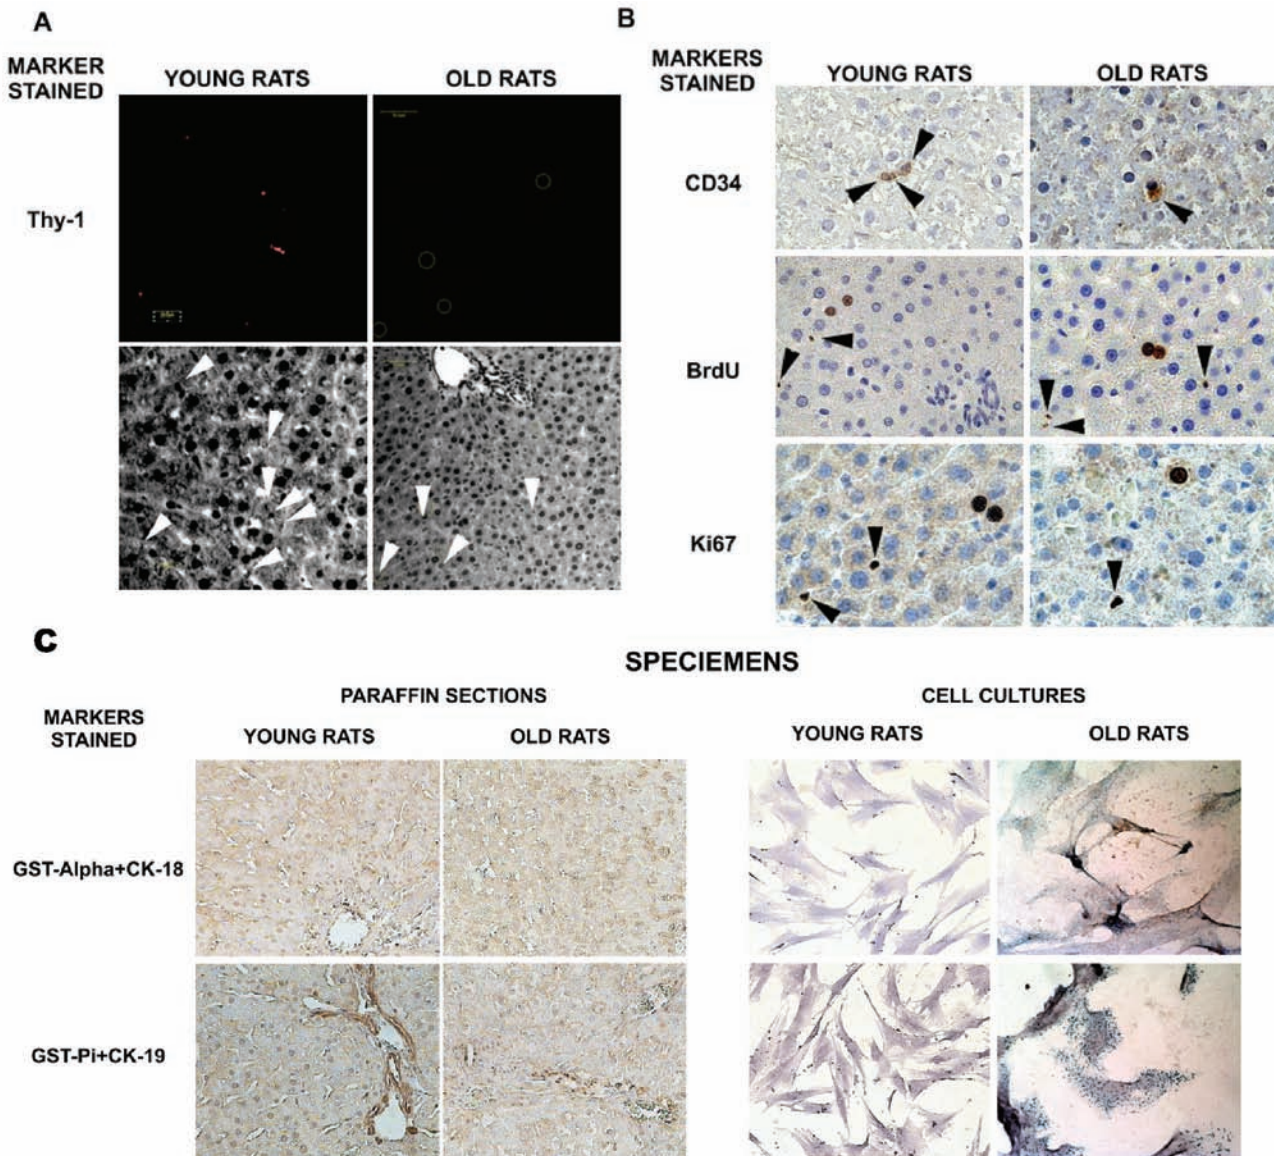 A
MARKER
STAINED
YOUNG RATS
OLD RATS
Thy-1
B
MARKERS
STAINED
YOUNG RATS
OLD RATS
CD34
BrdU
Ki67
C
SPECIEMENS
PARAFFIN SECTIONS
CELL CULTURES
MARKERS
STAINED
YOUNG RATS
OLD RATS
YOUNG RATS
OLD RATS
GST-Alpha+CK-18
GST-Pi+CK-19